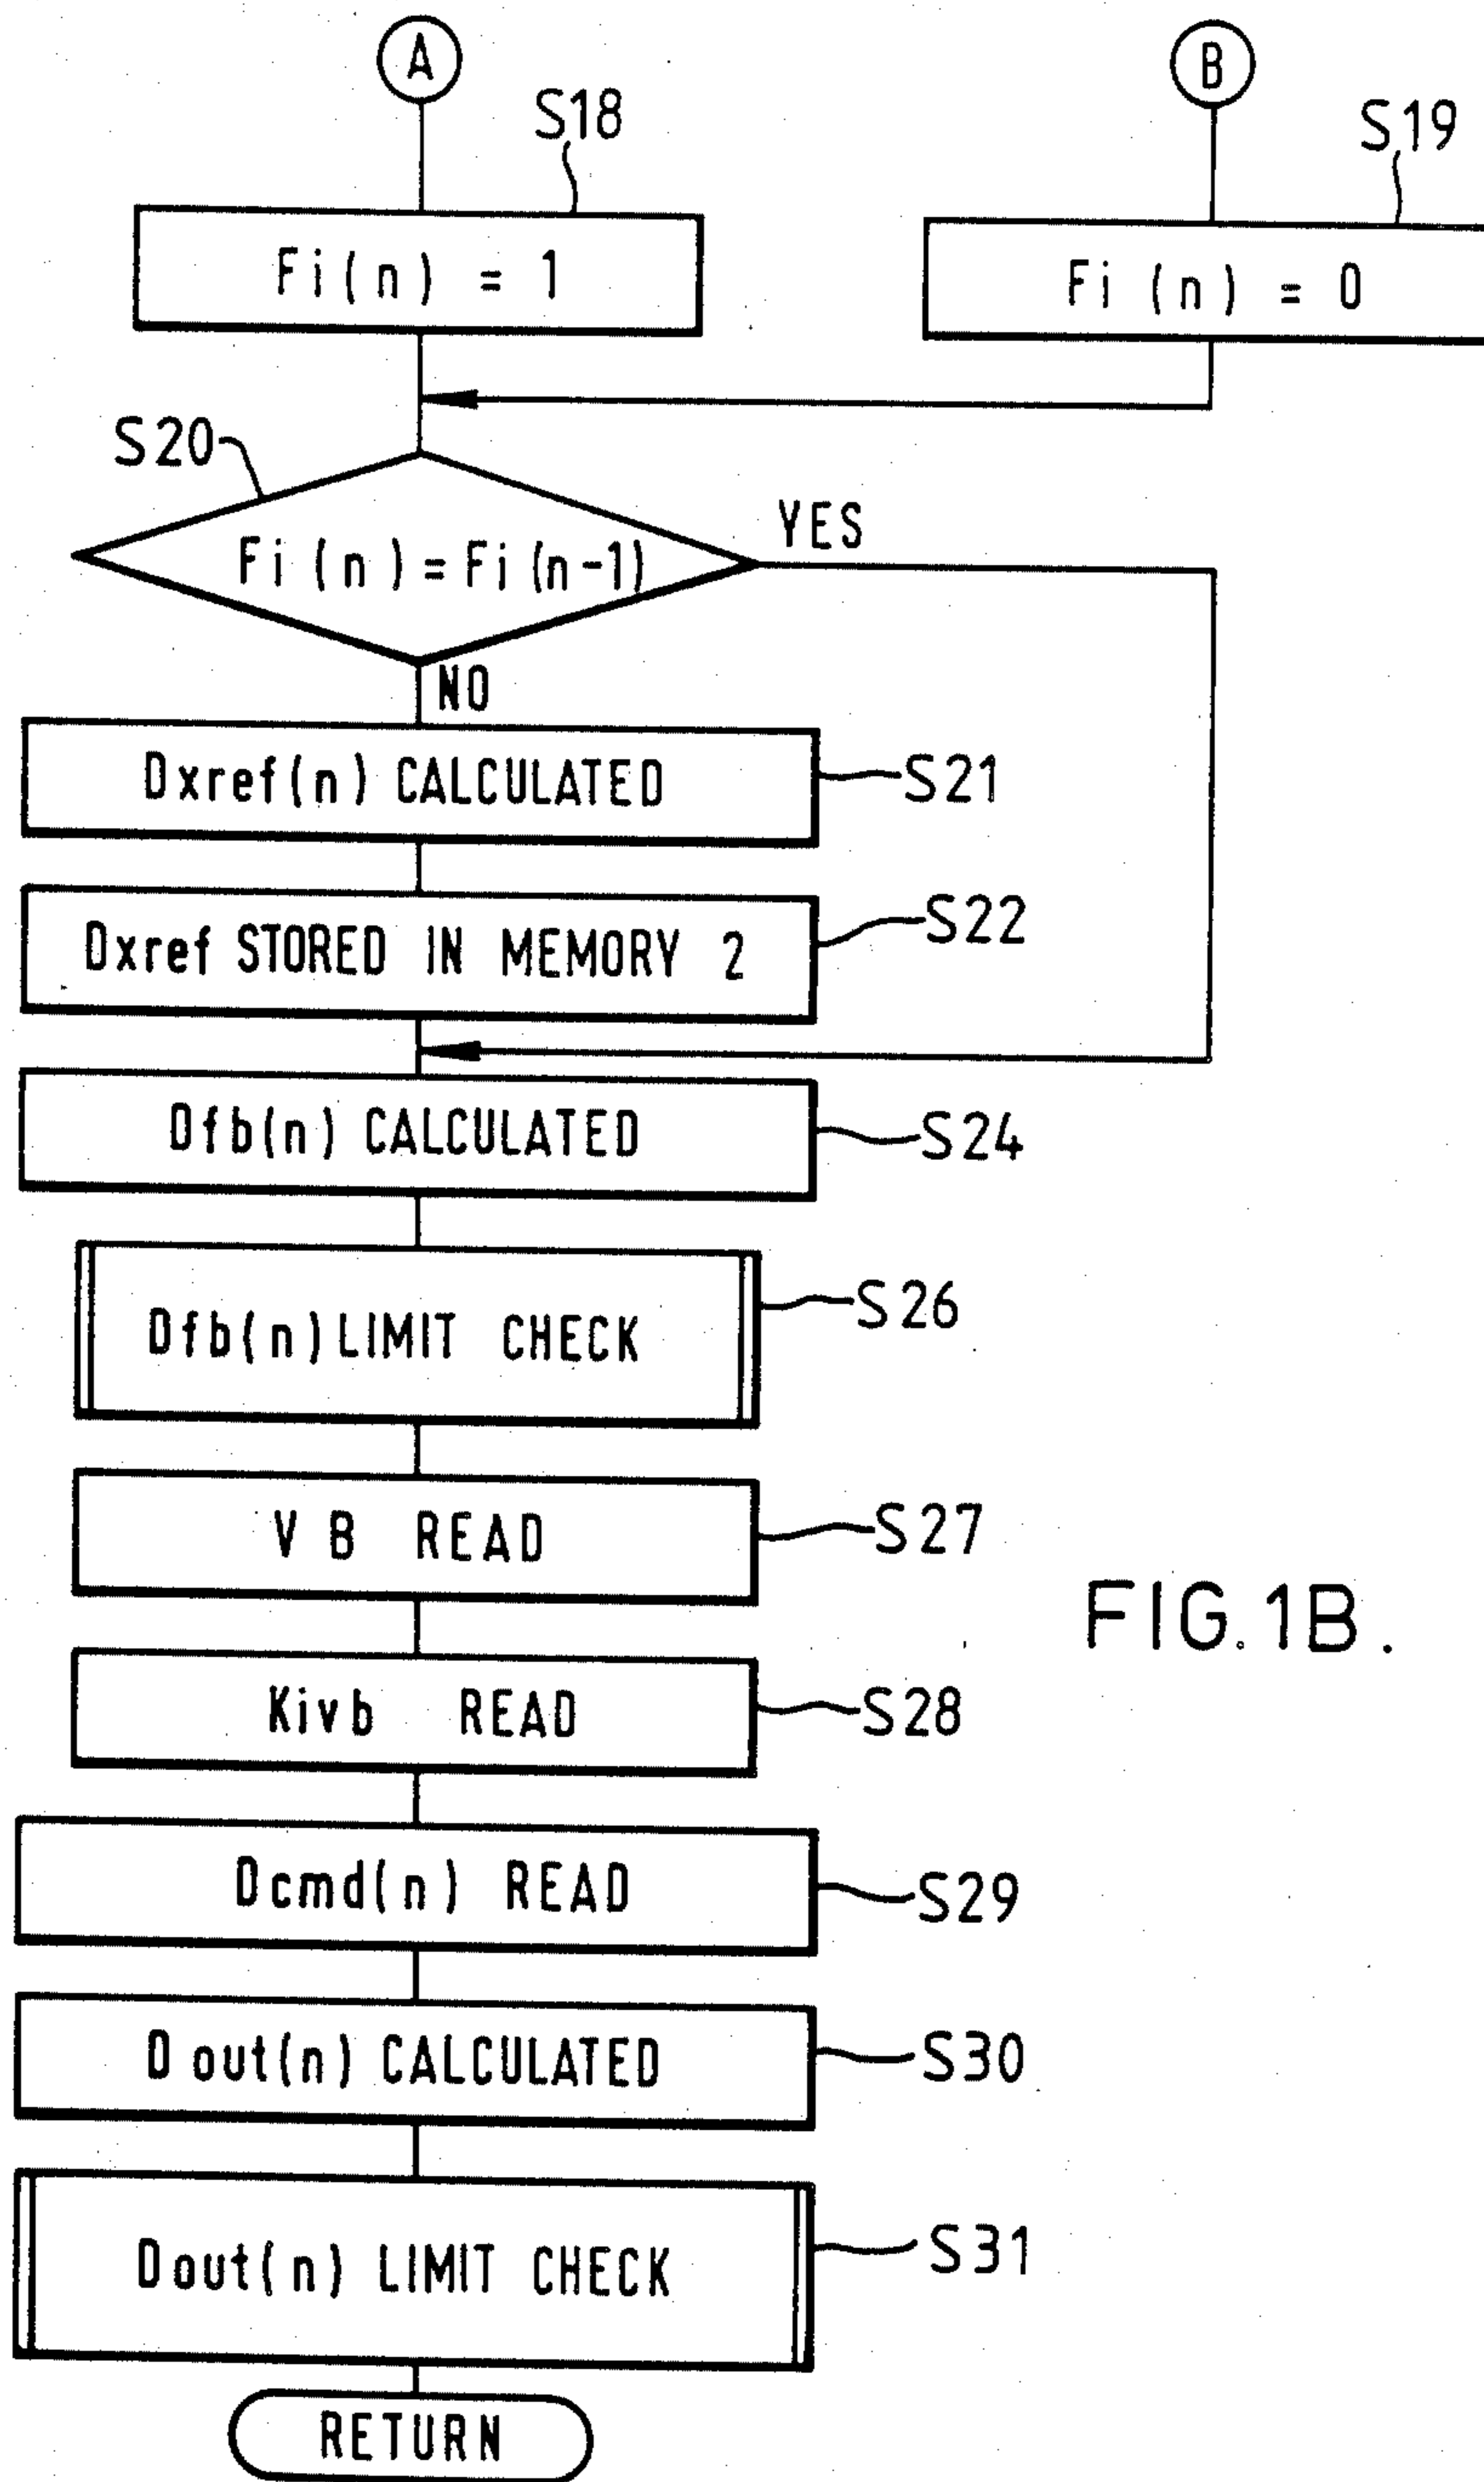 A
B
S18
S19
Fi(n) = 1
Fi (n) = 0
S20
Fi (n) = Fi (n-1)
YES
NO
Dxref(n) CALCULATED
S21
Dxref STORED IN MEMORY 2
S22
Dfb(n) CALCULATED
S24
Dfb(n) LIMIT CHECK
S26
V B READ
S27
FIG. 1B.
Kivb READ
S28
Dcmd(n) READ
S29
Dout(n) CALCULATED
S30
Dout(n) LIMIT CHECK
S31
RETURN